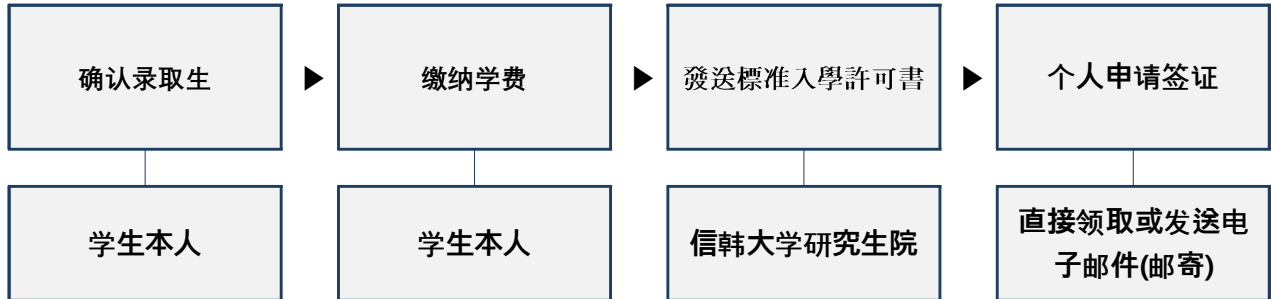 确认录取生
▶
缴纳学费
▶
發送標准入學許可書
▶
个人申请签证
学生本人
学生本人
信韩大学研究生院
直接领取或发送电
子邮件(邮寄)